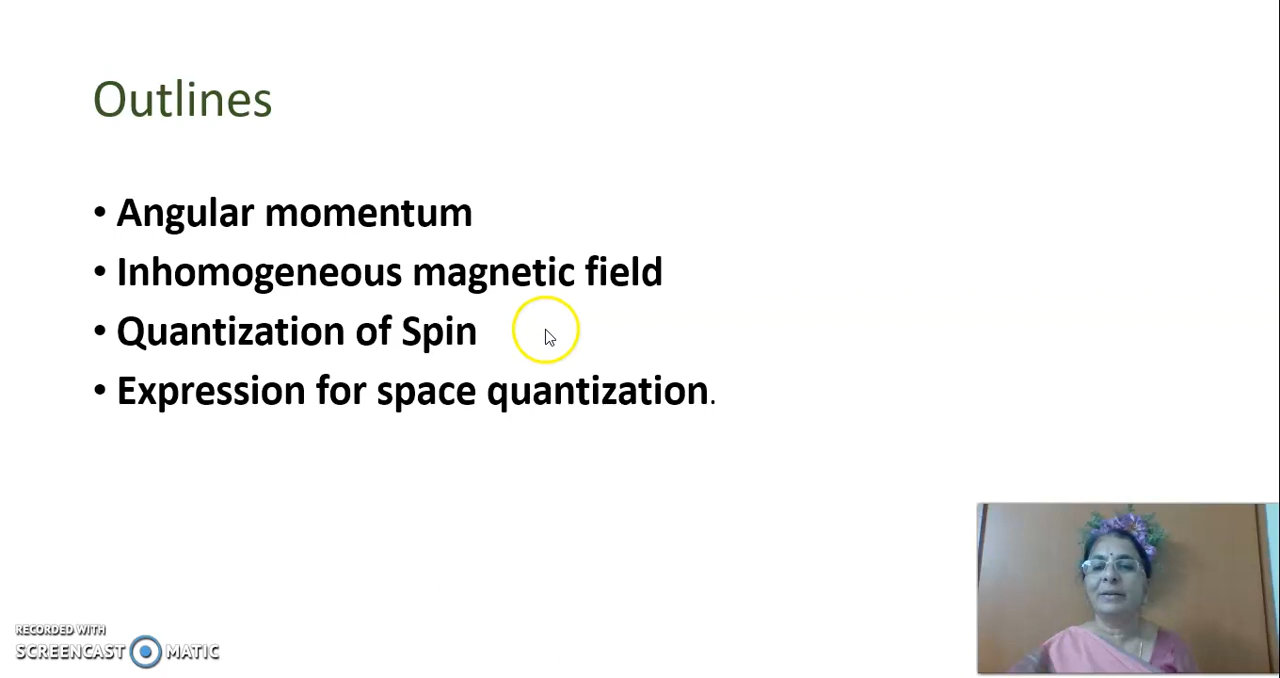 Outlines
• Angular momentum
• Inhomogeneous magnetic field
• Quantization of Spin
• Expression for space quantization.
RECORDED WITH
SCREENCAST MATIC